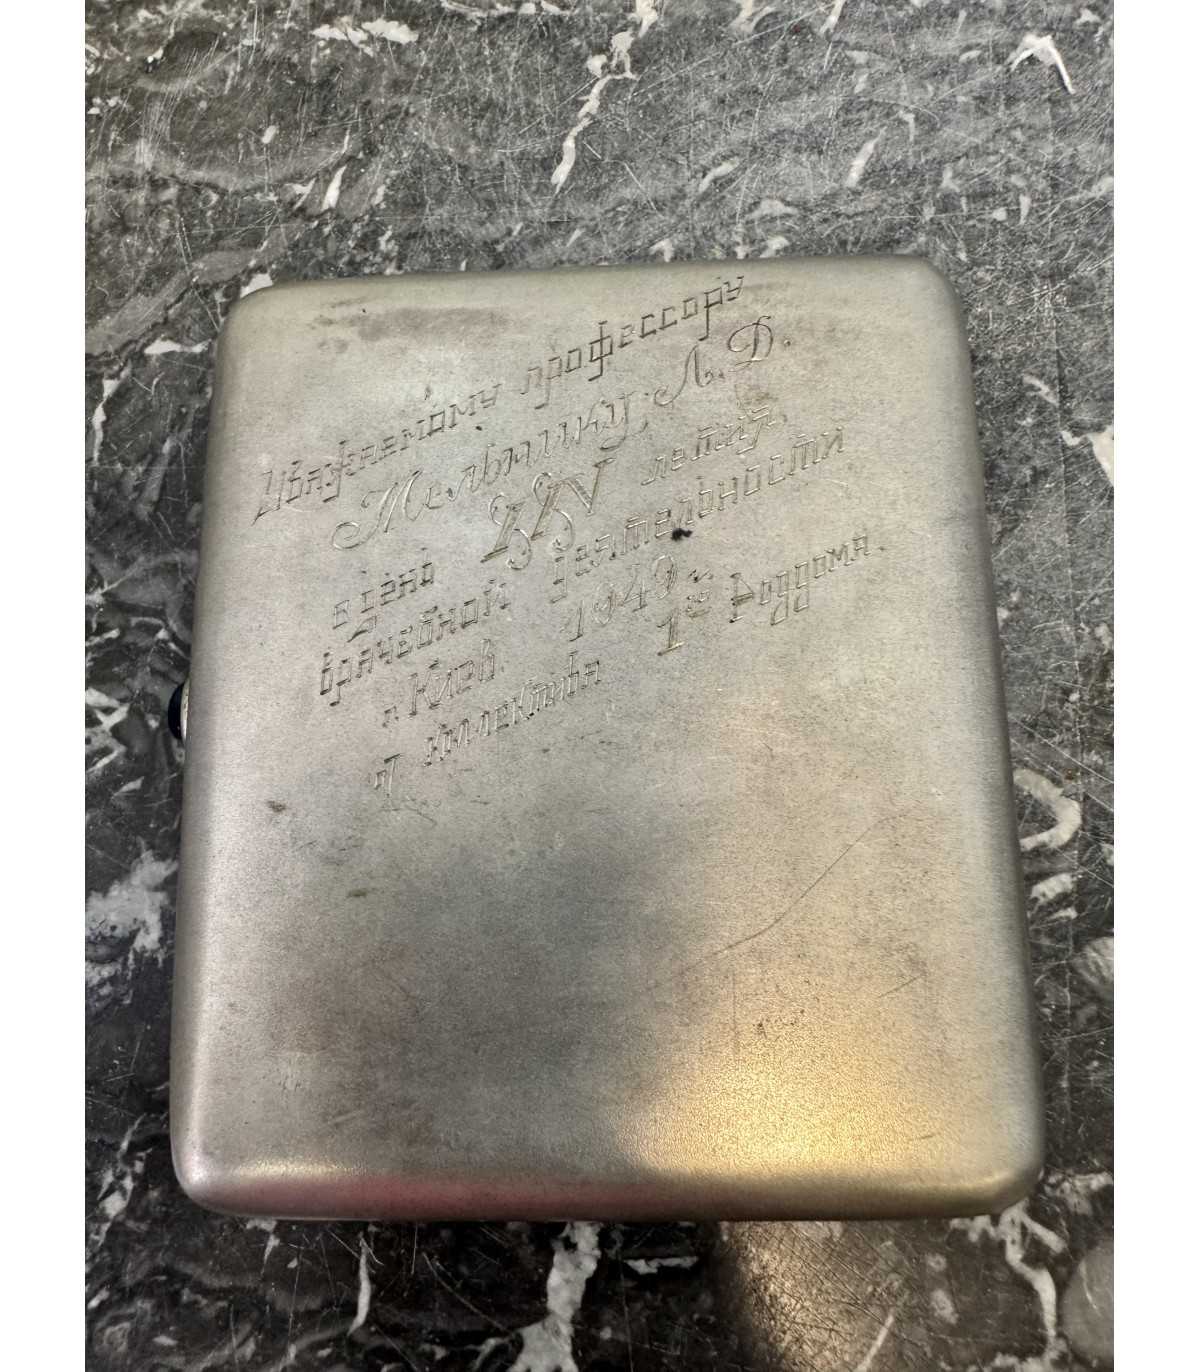 Уважаемому профессору
Мельнику, Л. Д.
в день XXV летия
врачебной деятельности
г. Киев. 1949 г.
От коллектива 1го Роддома.